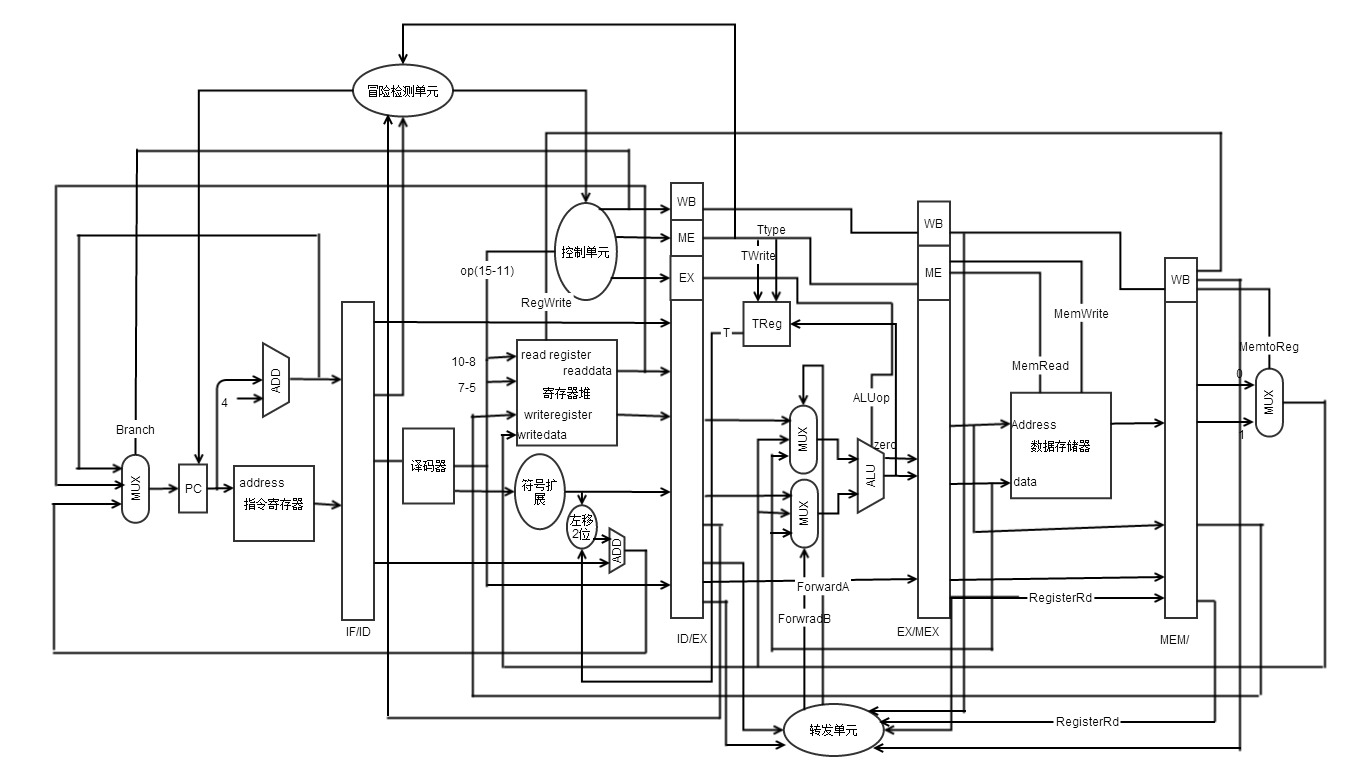 冒险检测单元
WB
ME
EX
控制单元
op(15-11)
RegWrite
Ttype
TWrite
TReg
T
WB
ME
MemWrite
MemRead
WB
MemtoReg
0
1
MUX
10-8
7-5
read register
readdata
寄存器堆
writeregister
writedata
ADD
4
Branch
MUX
PC
address
指令寄存器
IF/ID
译码器
符号扩
展
左移
2位
ADD
ID/EX
MUX
MUX
ALUop
zero
ALU
ForwardA
ForwradB
EX/MEX
Address
数据存储器
data
RegisterRd
MEM/
RegisterRd
转发单元